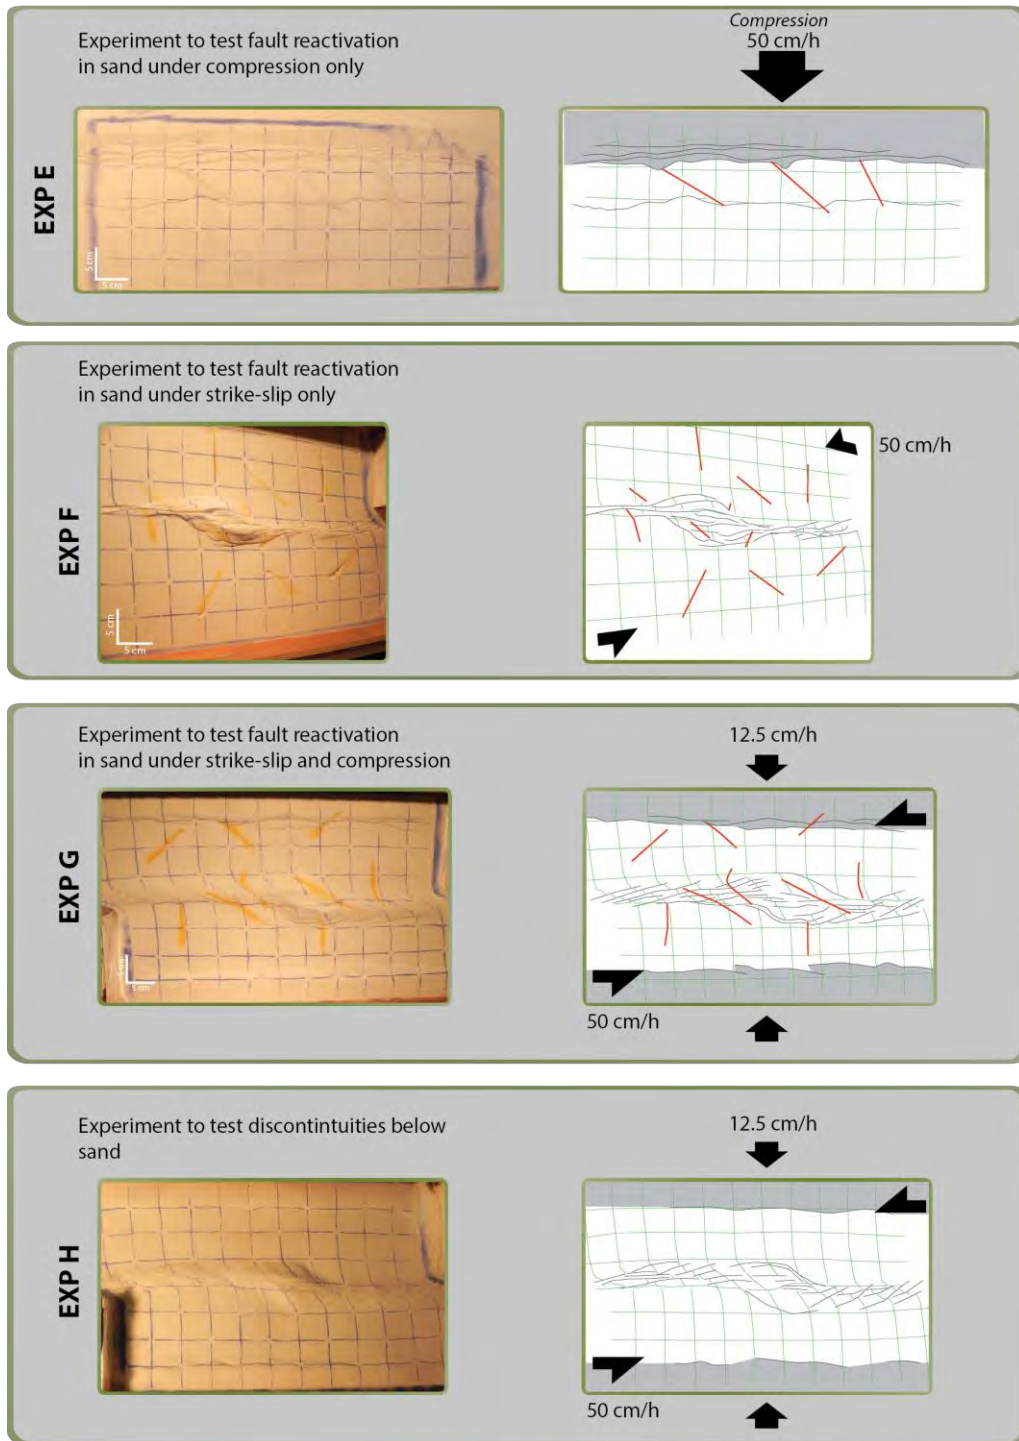 Experiment to test fault reactivation
in sand under compression only
Compression
50 cm/h
EXP E
5 cm
5 cm
Experiment to test fault reactivation
in sand under strike-slip only
50 cm/h
EXP F
5 cm
5 cm
Experiment to test fault reactivation
in sand under strike-slip and compression
12.5 cm/h
EXP G
5 cm
5 cm
50 cm/h
Experiment to test discontintuities below
sand
12.5 cm/h
EXP H
50 cm/h